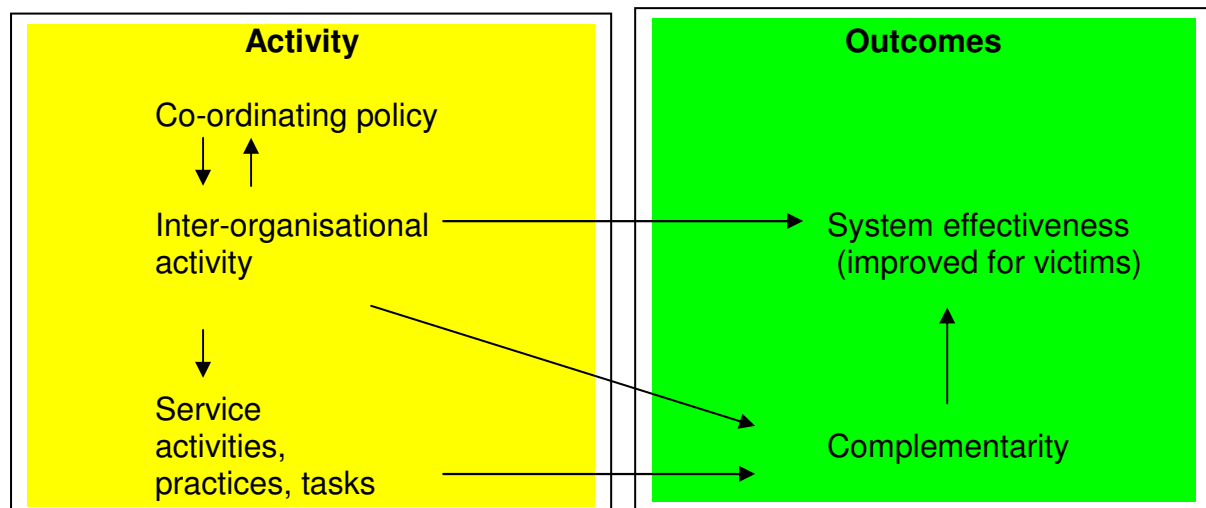 Activity
Co-ordinating policy
Inter-organisational
activity
Service
activities,
practices, tasks
Outcomes
System effectiveness
(improved for victims)
Complementarity